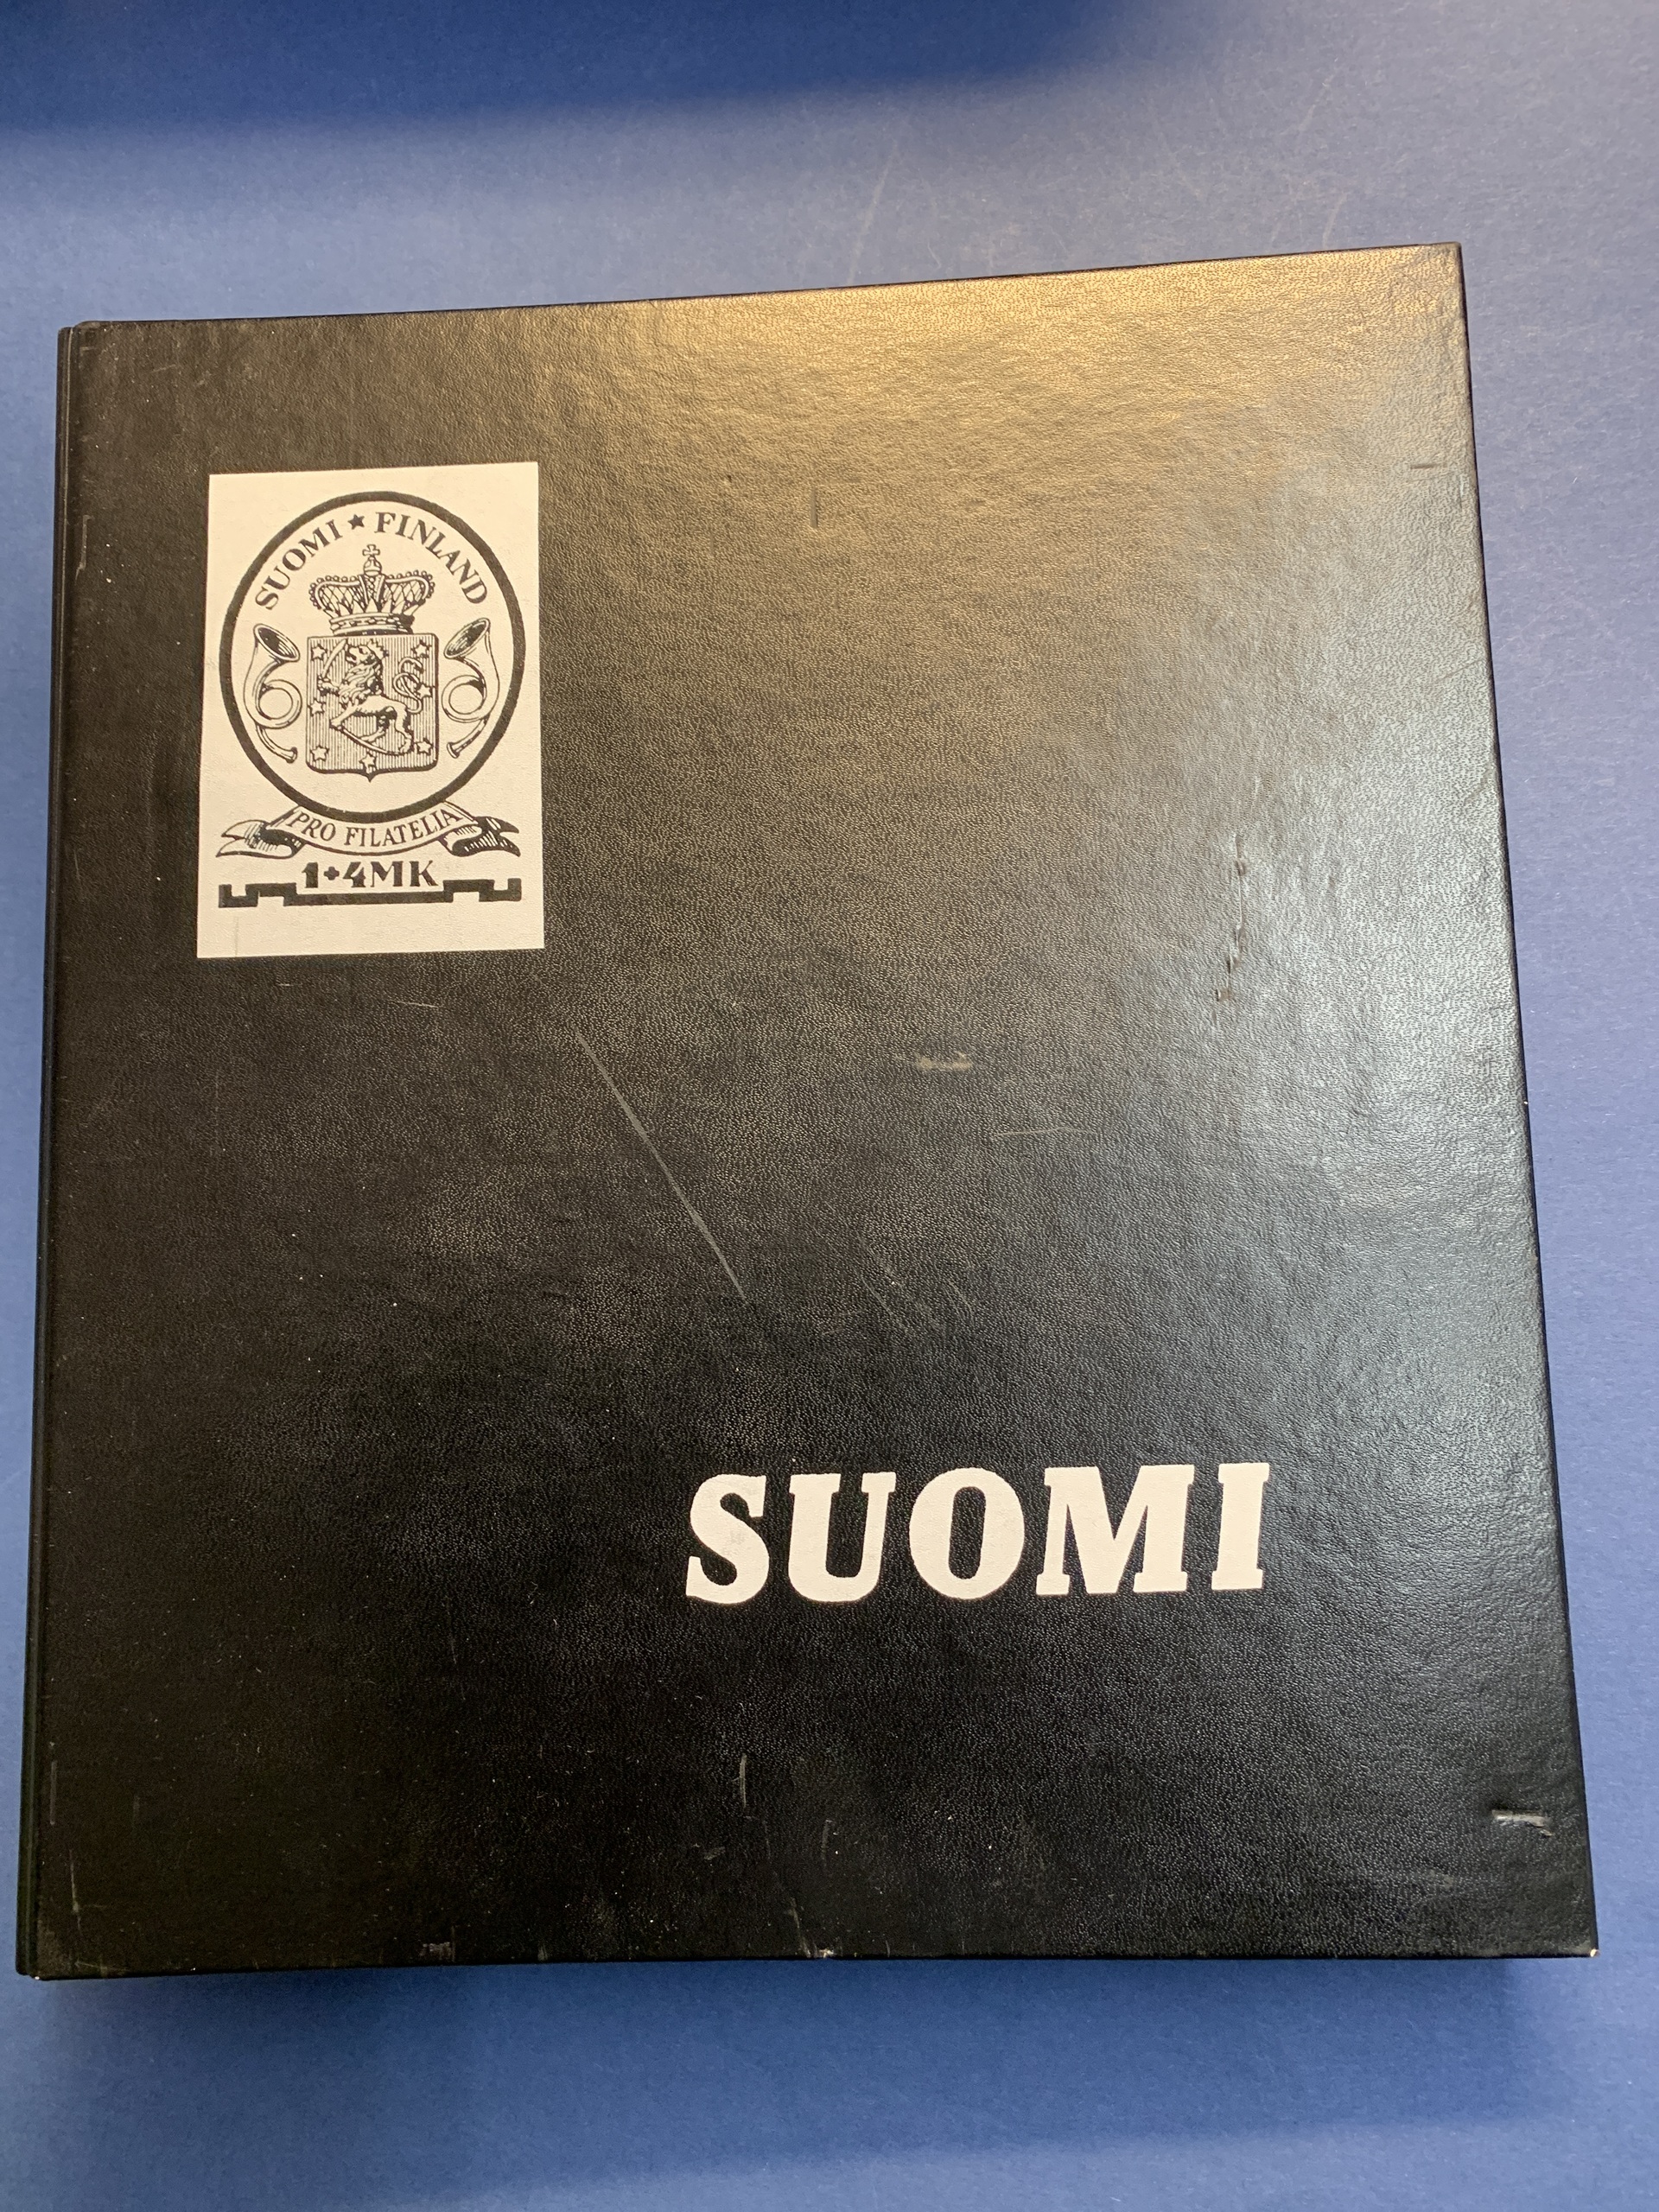 SUOMI ★ FINLAND
PRO FILATELIA
1+4MK
SUOMI